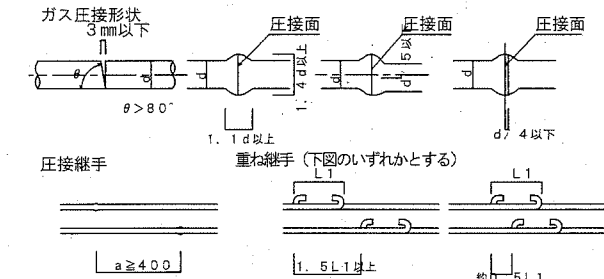 ガス圧接形状
3mm以下
圧接面
圧接面
圧接面
θ
d
d
1.4d以上
d
d
θ>80°
1.1d以上
d/4以下
圧接継手
重ね継手(下図のいずれかとする)
L1
L1
a≧400
1.5L1以上